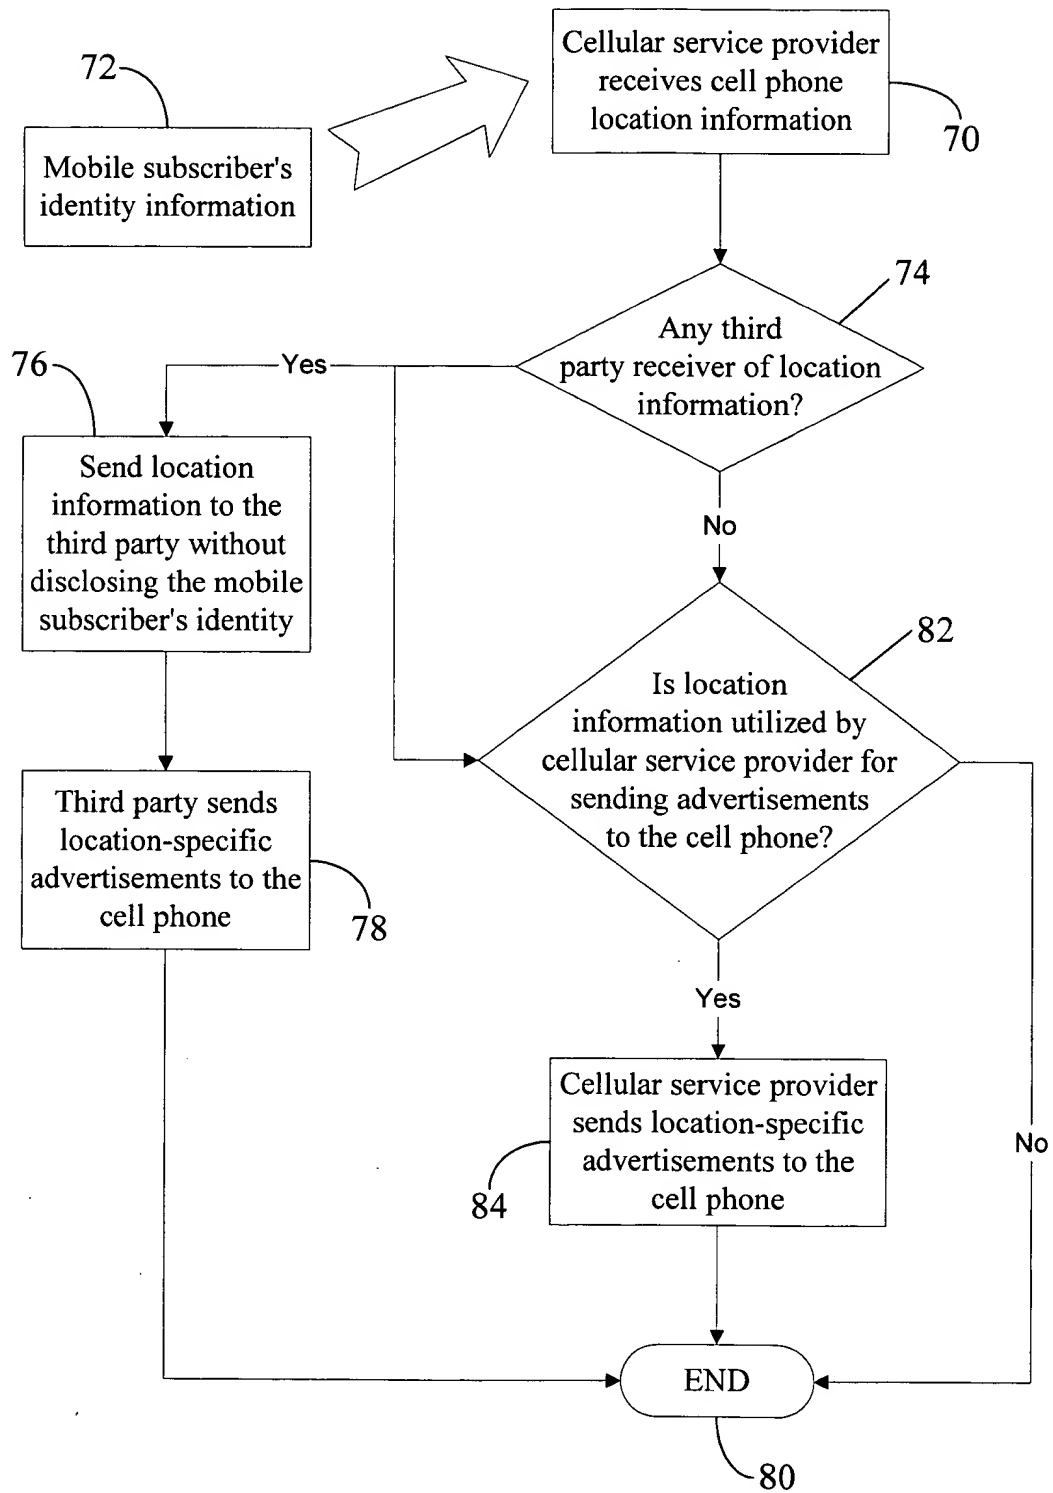 72
Mobile subscriber's
identity information
Cellular service provider
receives cell phone
location information
70
74
Any third
party receiver of location
information?
Yes
76
Send location
information to the
third party without
disclosing the mobile
subscriber's identity
No
82
Is location
information utilized by
cellular service provider for
sending advertisements
to the cell phone?
Third party sends
location-specific
advertisements to the
cell phone
78
Yes
Cellular service provider
sends location-specific
advertisements to the
cell phone
84
No
END
80